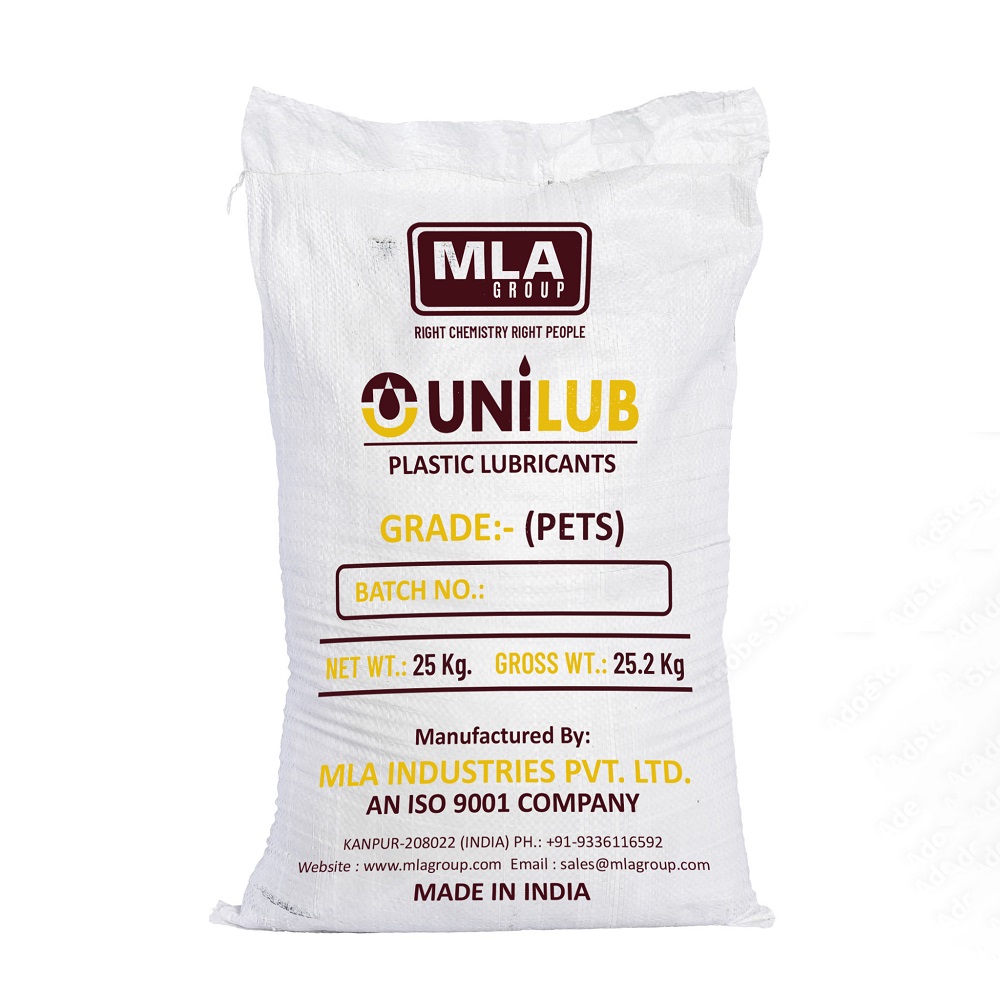 MLA
GROUP
RIGHT CHEMISTRY RIGHT PEOPLE
UNILUB
PLASTIC LUBRICANTS
GRADE:- (PETS)
BATCH NO.:
NET WT.: 25 Kg. GROSS WT.: 25.2 Kg
Manufactured By:
MLA INDUSTRIES PVT. LTD.
AN ISO 9001 COMPANY
KANPUR-208022 (INDIA) PH.: +91-9336116592
Website : www.mlagroup.com Email : sales@mlagroup.com
MADE IN INDIA